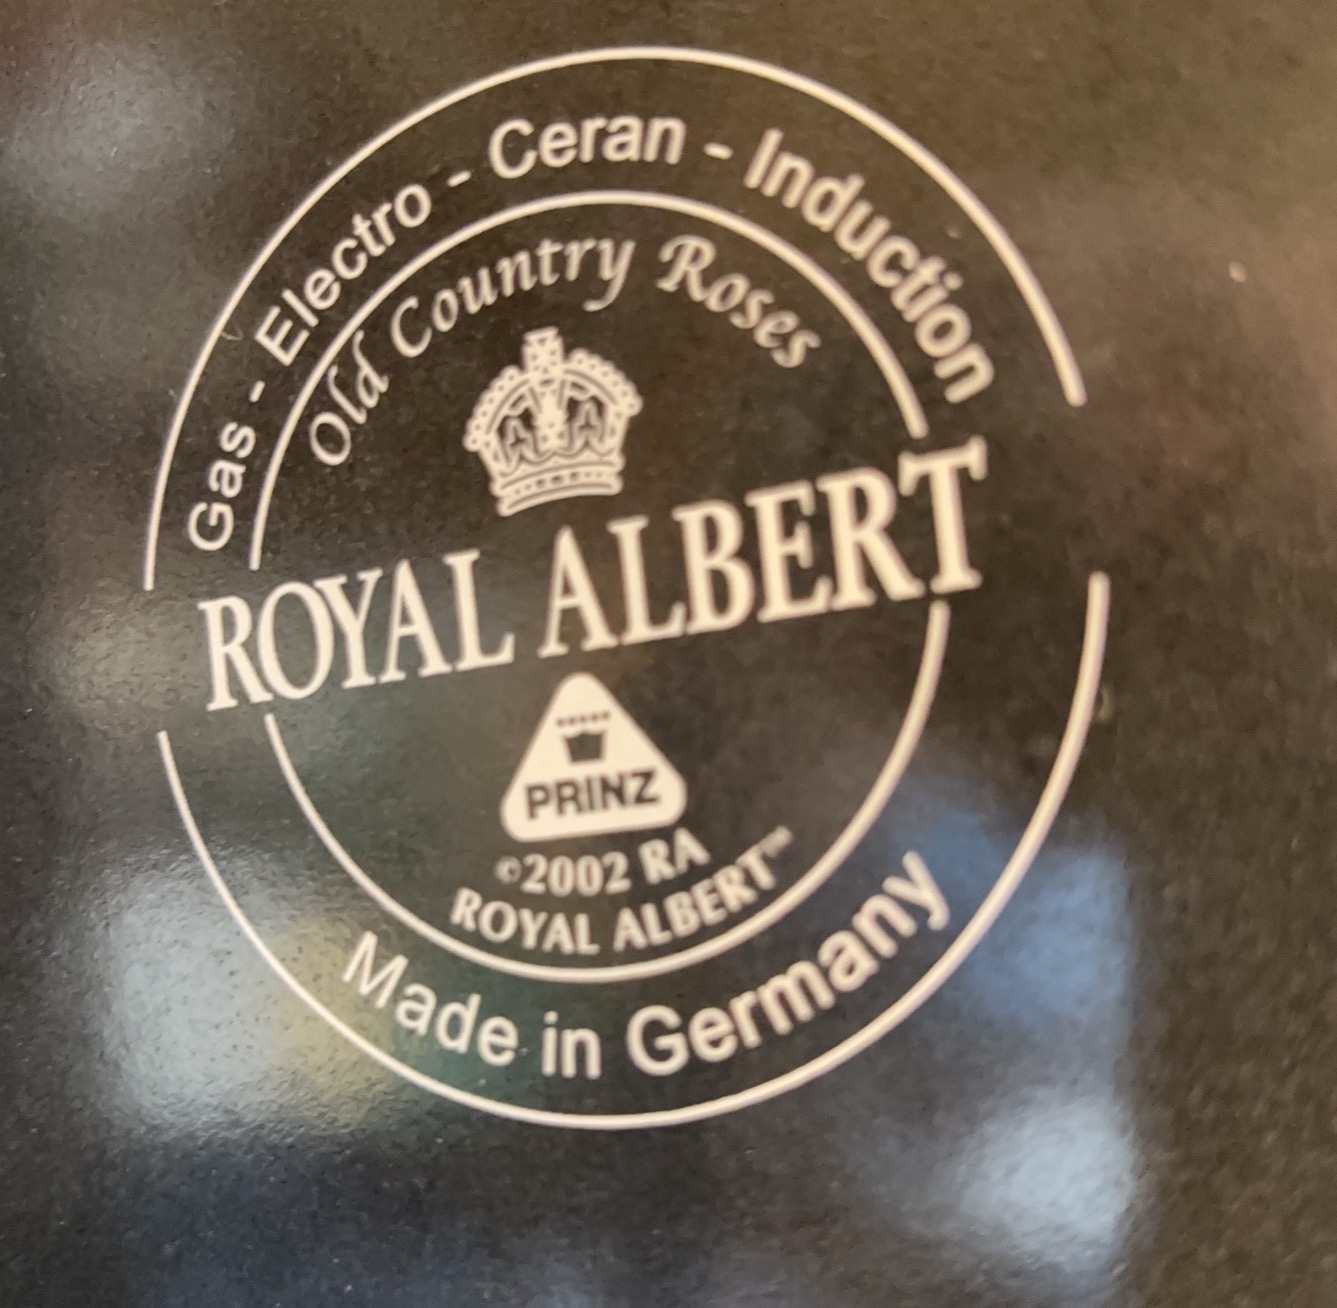 Gas - Electro - Ceran - Induction
Old Country Roses
ROYAL ALBERT
PRINZ
©2002 RA
ROYAL ALBERT™
Made in Germany